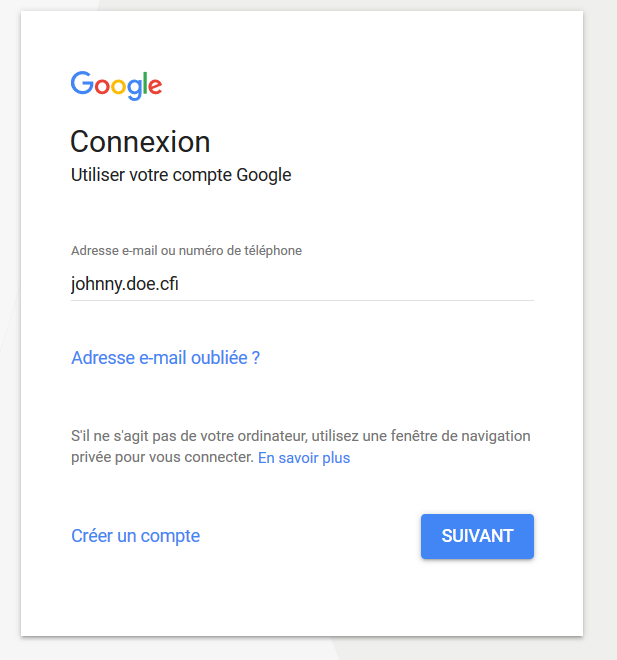 Google
Connexion
Utiliser votre compte Google
Adresse e-mail ou numéro de téléphone
johnny.doe.cfi
Adresse e-mail oubliée ?
S'il ne s'agit pas de votre ordinateur, utilisez une fenêtre de navigation
privée pour vous connecter. En savoir plus
Créer un compte
SUIVANT